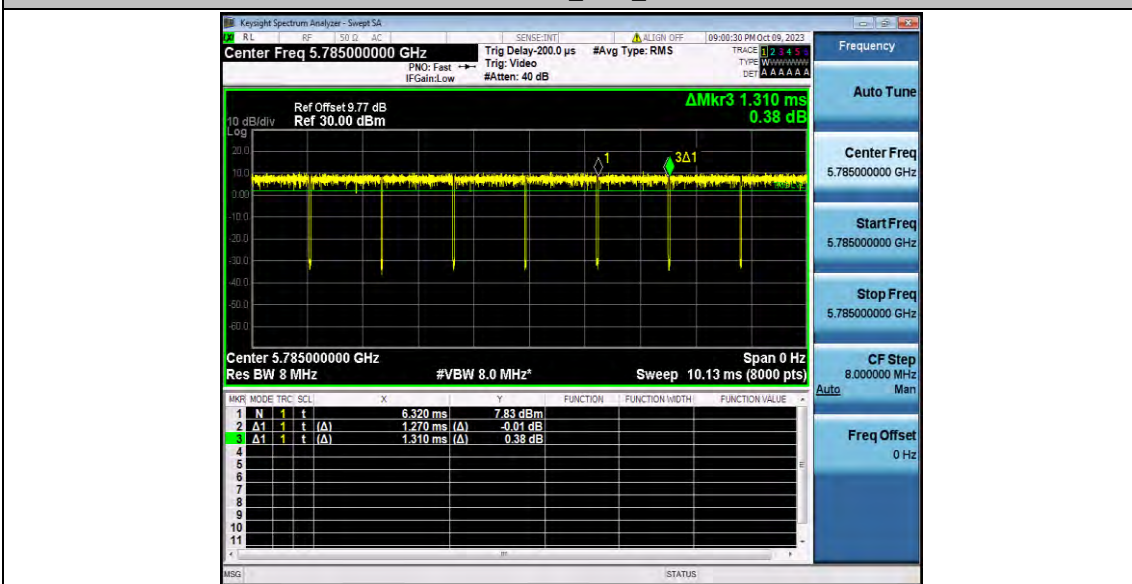 Keysight Spectrum Analyzer - Swept SA
RL RF 50 Ω AC SENSE:INT ALIGN OFF 09:00:30 PM Oct 09, 2023
Center Freq 5.785000000 GHz
PNO: Fast
IFGain:Low
Trig Delay-200.0 µs
Trig: Video
#Atten: 40 dB
#Avg Type: RMS
TRACE 1 2 3 4 5 6
TYPE W
DET A A A A A A
Ref Offset 9.77 dB
10 dB/div Ref 30.00 dBm
Log
ΔMkr3 1.310 ms
0.38 dB
20.0
10.0
0.00
-10.0
-20.0
-30.0
-40.0
-50.0
-60.0
1
3Δ1
Center 5.785000000 GHz Span 0 Hz
Res BW 8 MHz #VBW 8.0 MHz* Sweep 10.13 ms (8000 pts)
MKR MODE TRC SCL X Y FUNCTION FUNCTION WIDTH FUNCTION VALUE
1 N 1 t 6.320 ms 7.83 dBm
2 Δ1 1 t (Δ) 1.270 ms (Δ) -0.01 dB
3 Δ1 1 t (Δ) 1.310 ms (Δ) 0.38 dB
4
5
6
7
8
9
10
11
MSG STATUS
Frequency
Auto Tune
Center Freq
5.785000000 GHz
Start Freq
5.785000000 GHz
Stop Freq
5.785000000 GHz
CF Step
8.000000 MHz
Auto Man
Freq Offset
0 Hz